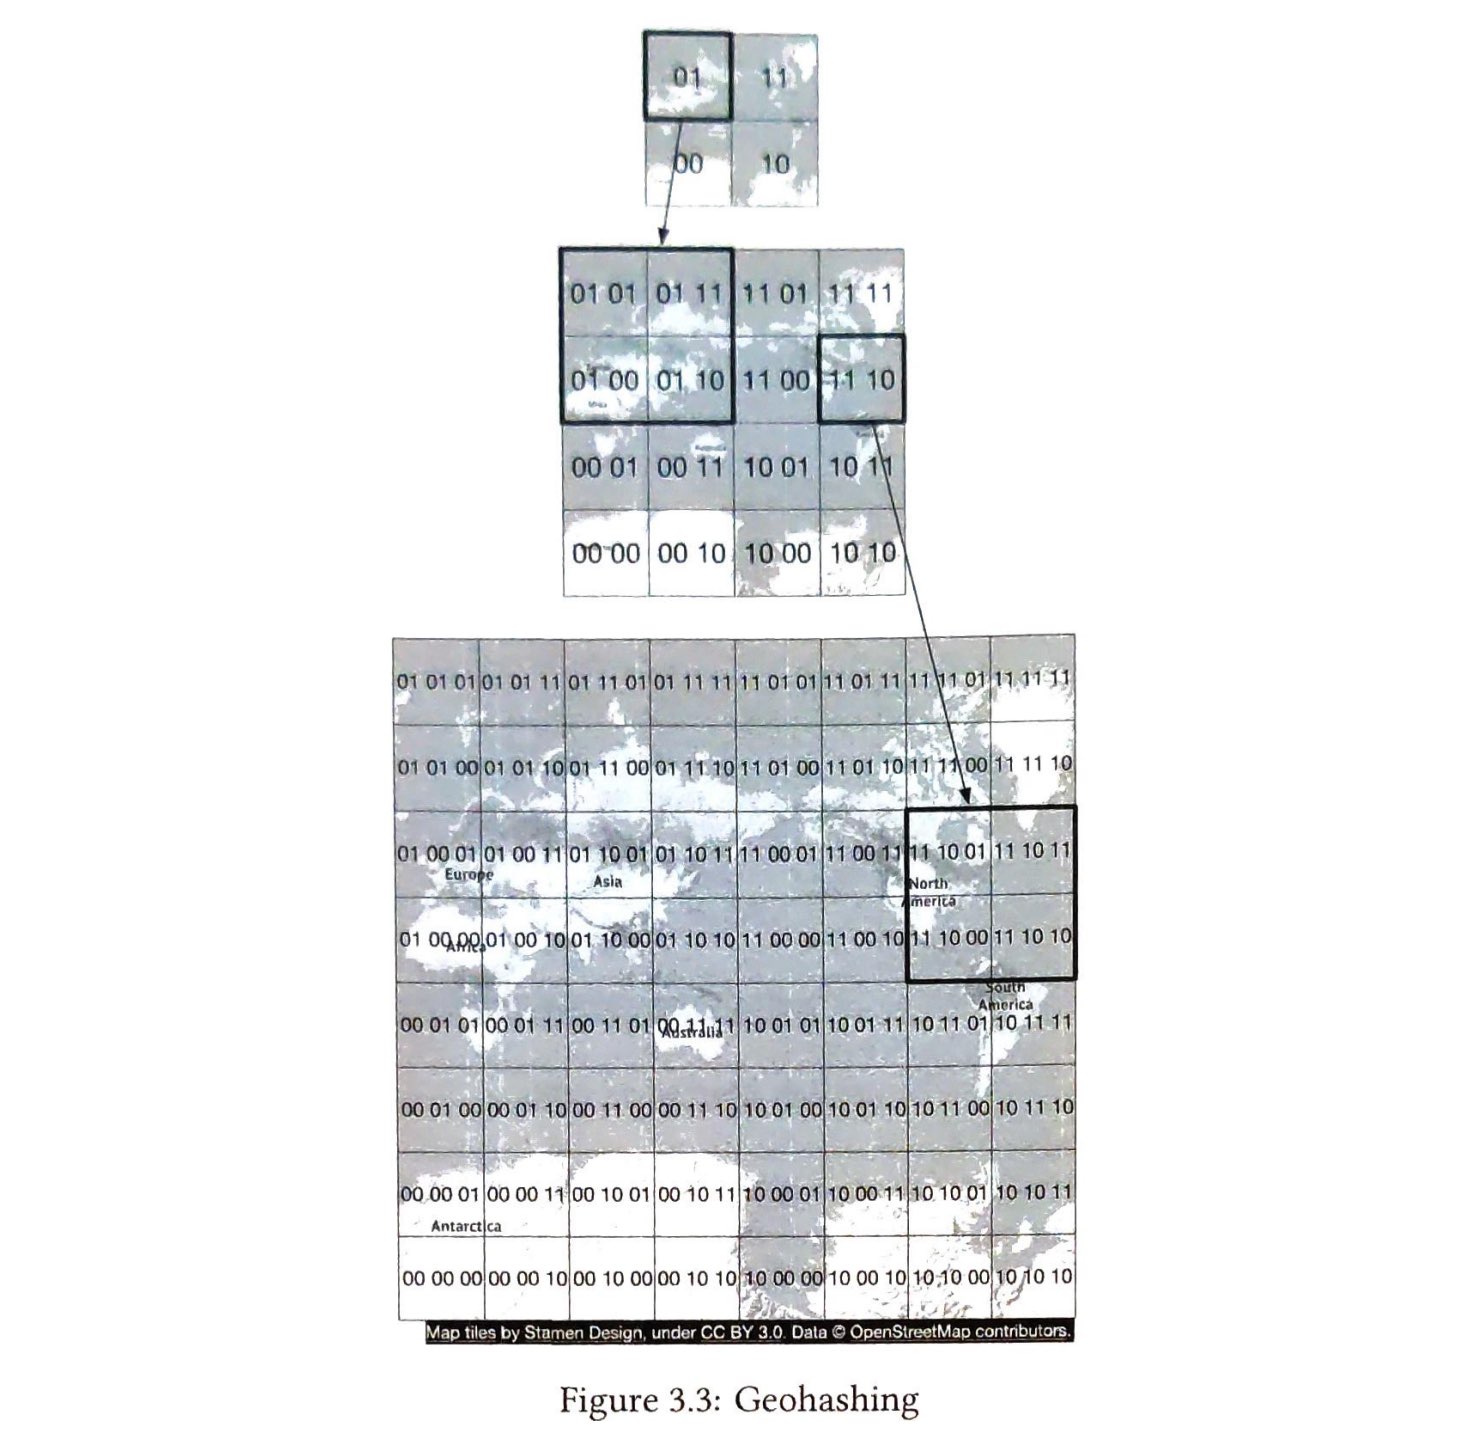 01 11
00 10
01 01 01 11 11 01 11 11
01 00 01 10 11 00 11 10
00 01 00 11 10 01 10 11
00 00 00 10 10 00 10 10
01 01 01 01 01 11 01 11 01 01 11 11 11 01 01 11 01 11 11 11 01 11 11 11
01 01 00 01 01 10 01 11 00 01 11 10 11 01 00 11 01 10 11 11 00 11 11 10
01 00 01 01 00 11 01 10 01 01 10 11 11 00 01 11 00 11 11 10 01 11 10 11
Europe Asia North
America
01 00 00 01 00 10 01 10 00 01 10 10 11 00 00 11 00 10 11 10 00 11 10 10
Africa
South
America
00 01 01 00 01 11 00 11 01 00 11 11 10 01 01 10 01 11 10 11 01 10 11 11
Australia
00 01 00 00 01 10 00 11 00 00 11 10 10 01 00 10 01 10 10 11 00 10 11 10
00 00 01 00 00 11 00 10 01 00 10 11 10 00 01 10 00 11 10 10 01 10 10 11
Antarctica
00 00 00 00 00 10 00 10 00 00 10 10 10 00 00 10 00 10 10 10 00 10 10 10
Map tiles by Stamen Design, under CC BY 3.0. Data © OpenStreetMap contributors.
Figure 3.3: Geohashing